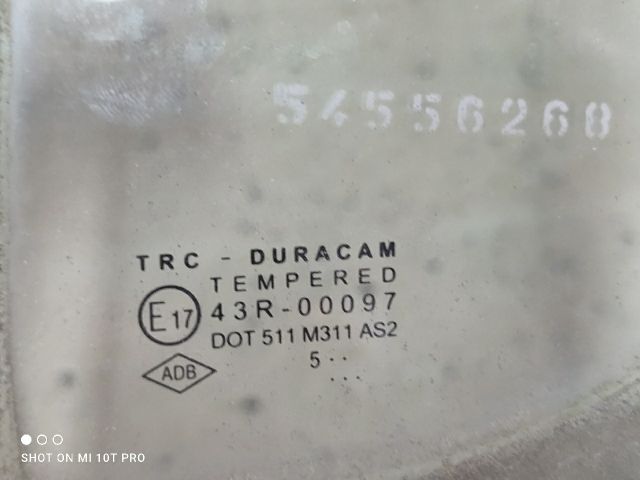 54556268
TRC - DURACAM
TEMPERED
E17 43R-00097
DOT 511 M311 AS2
ADB 5..
...
SHOT ON MI 10T PRO